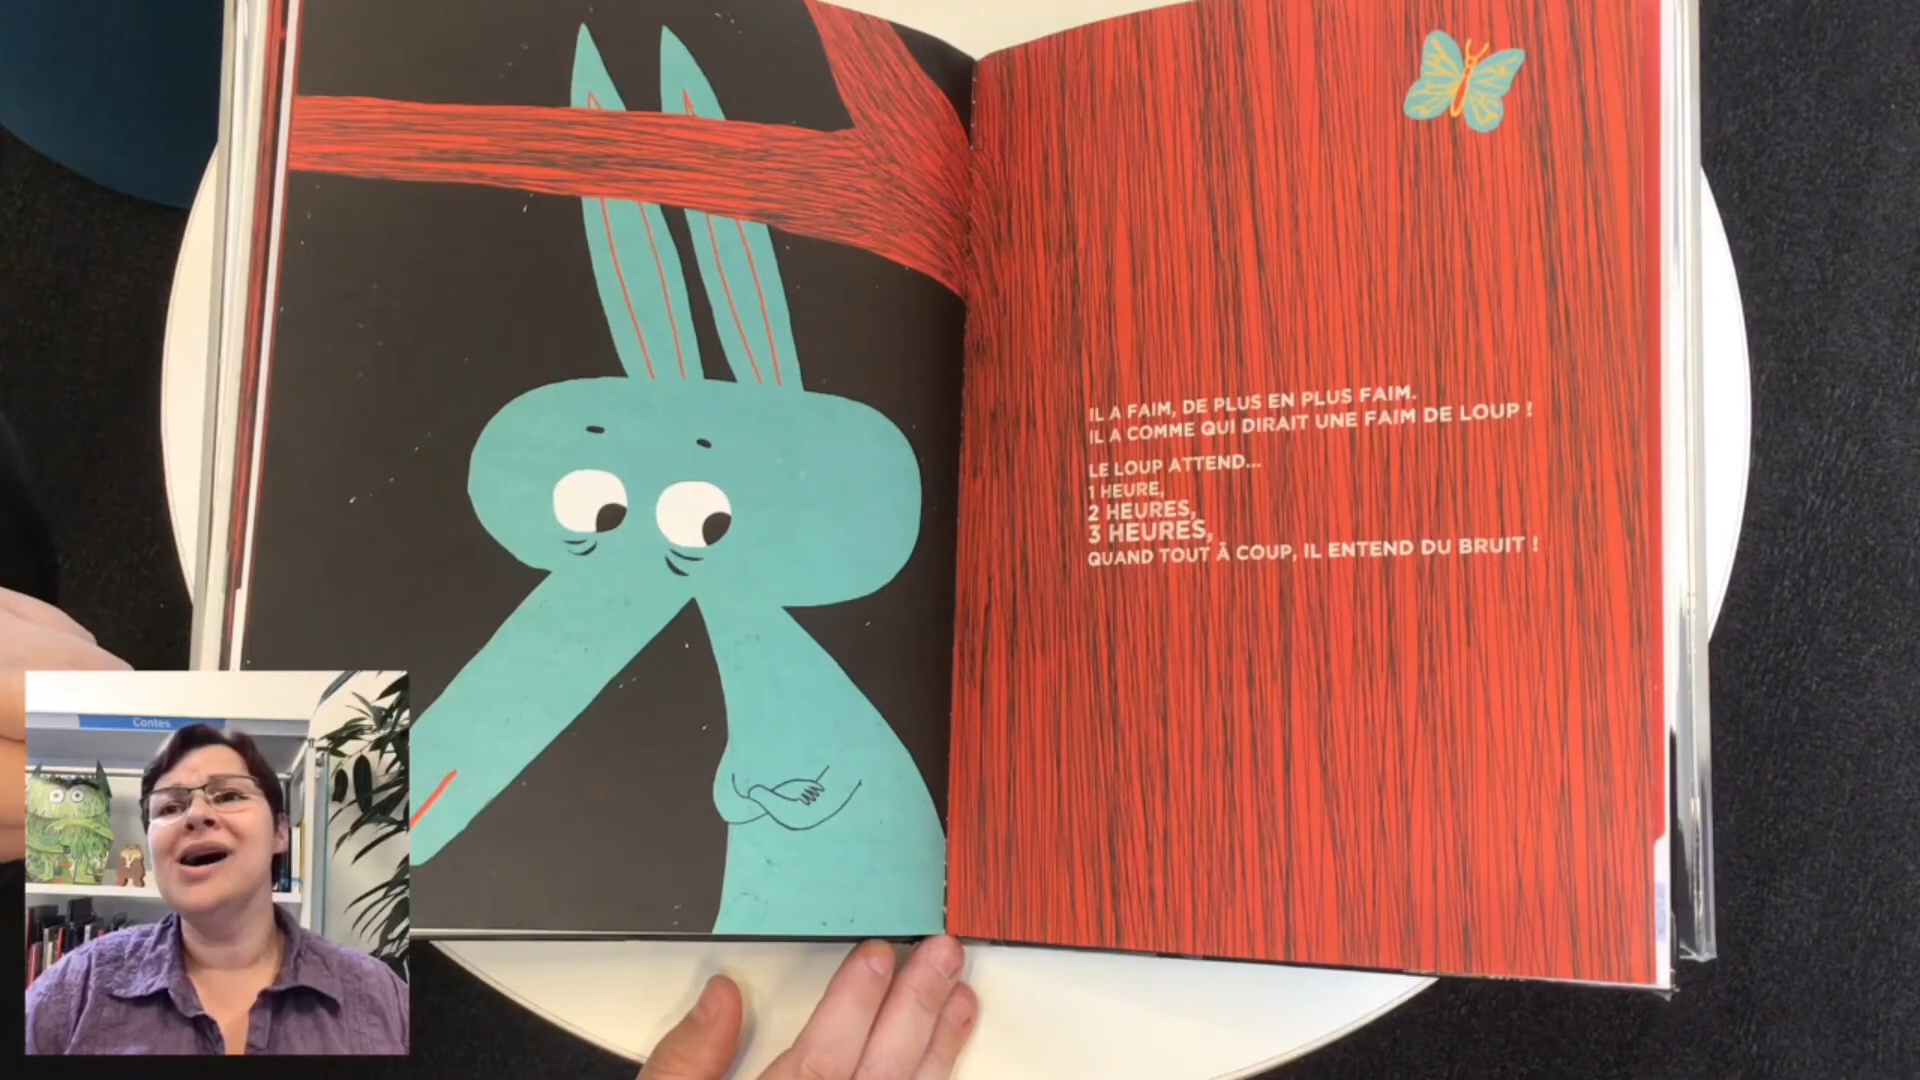 IL A FAIM, DE PLUS EN PLUS FAIM.
IL A COMME QUI DIRAIT UNE FAIM DE LOUP !
LE LOUP ATTEND...
1 HEURE,
2 HEURES,
3 HEURES,
QUAND TOUT À COUP, IL ENTEND DU BRUIT !
Contes